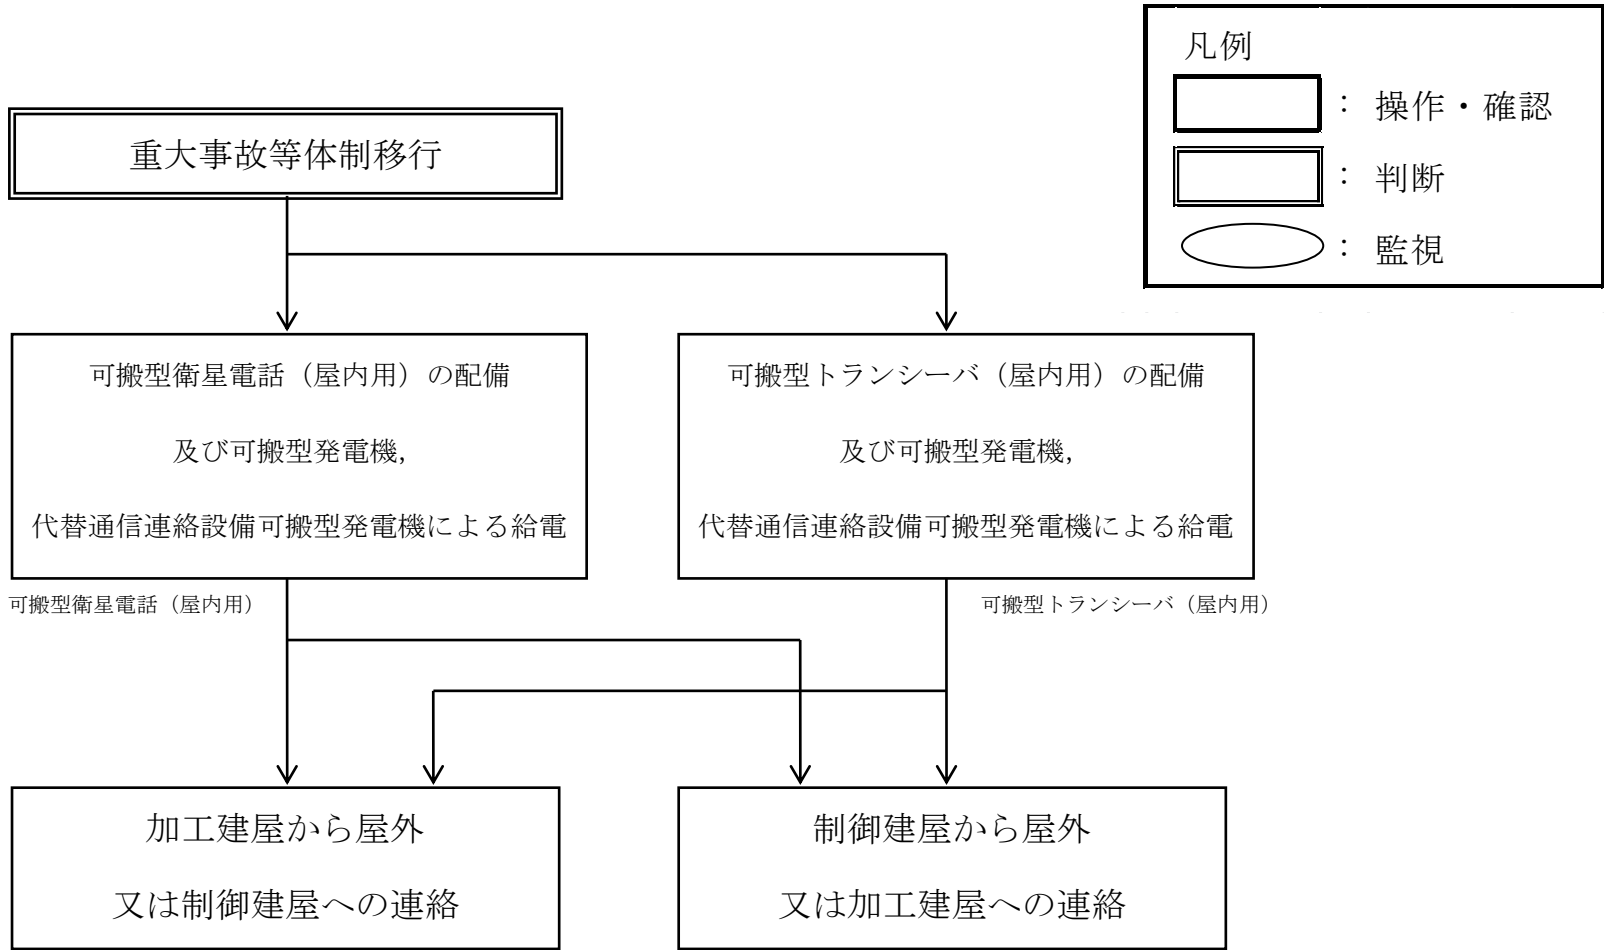 凡例
： 操作・確認
： 判断
： 監視
重大事故等体制移行
可搬型衛星電話（屋内用）の配備
及び可搬型発電機，
代替通信連絡設備可搬型発電機による給電
可搬型トランシーバ（屋内用）の配備
及び可搬型発電機，
代替通信連絡設備可搬型発電機による給電
可搬型衛星電話（屋内用）
可搬型トランシーバ（屋内用）
加工建屋から屋外
又は制御建屋への連絡
制御建屋から屋外
又は加工建屋への連絡